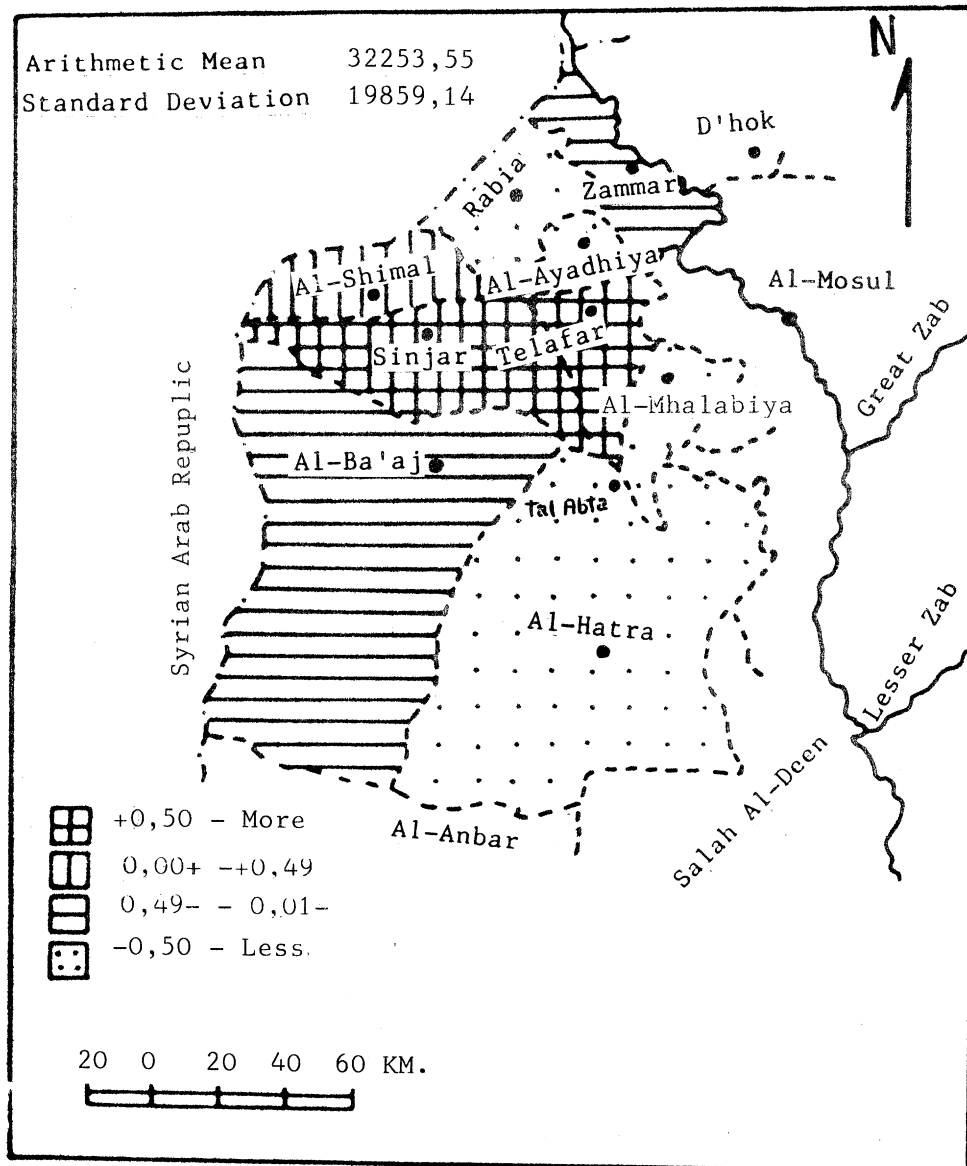 Arithmetic Mean 32253,55
Standard Deviation 19859,14
N
D'hok
Rabia
Zammar
Al-Shimal
Al-Ayadhiya
Al-Mosul
Sinjar
Telafar
Great Zab
Syrian Arab Repuplic
Al-Mhalabiya
Al-Ba'aj
Tal Abta
Al-Hatra
Lesser Zab
Salah Al-Deen
Al-Anbar
+0,50 - More
0,00+ -+0,49
0,49- - 0,01-
-0,50 - Less
20 0 20 40 60 KM.